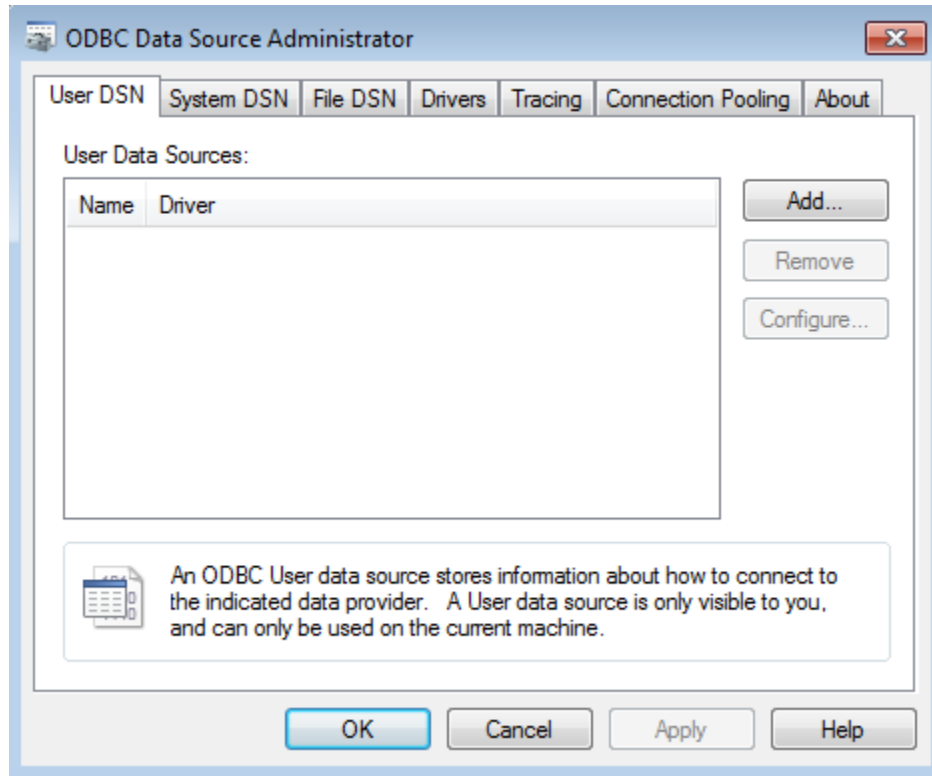 ODBC Data Source Administrator
User DSN System DSN File DSN Drivers Tracing Connection Pooling About
User Data Sources:
Name Driver
Add...
Remove
Configure...
An ODBC User data source stores information about how to connect to
the indicated data provider. A User data source is only visible to you,
and can only be used on the current machine.
OK Cancel Apply Help